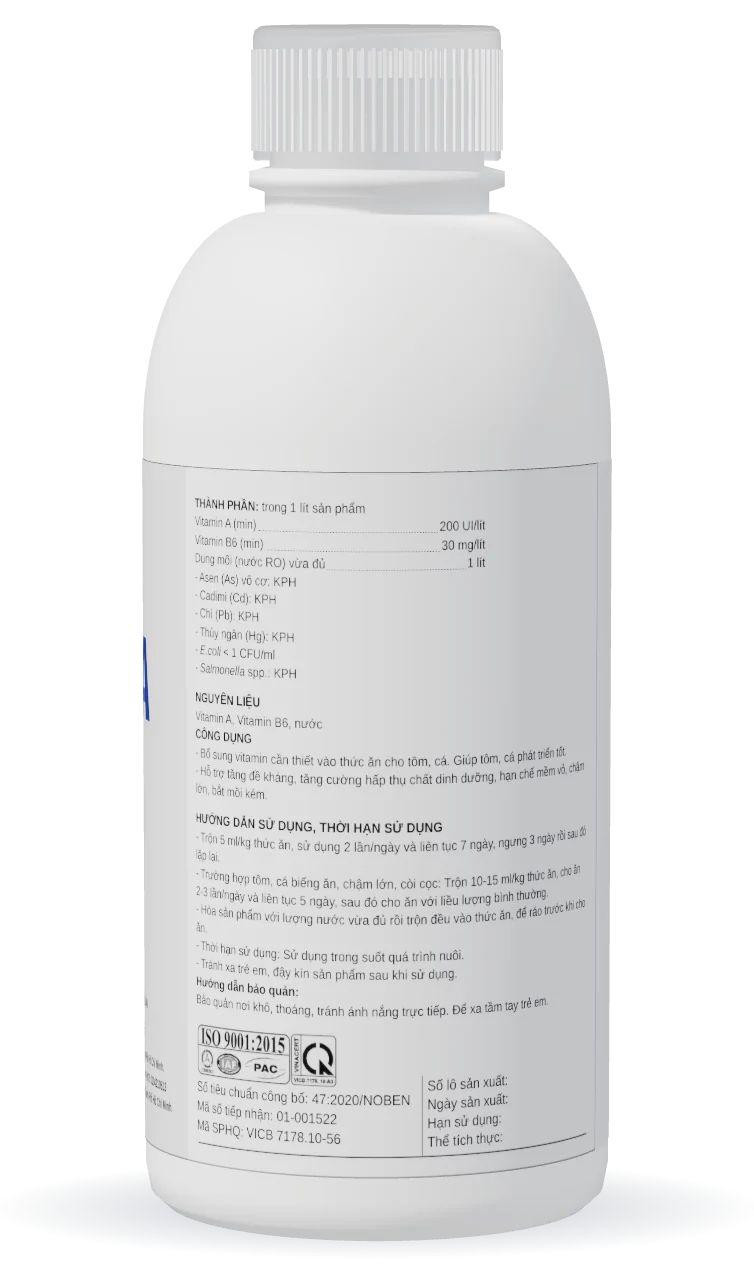 THÀNH PHẦN: trong 1 lít sản phẩm
Vitamin A (min) 200 UI/lít
Vitamin B6 (min) 30 mg/lít
Dung môi (nước RO) vừa đủ 1 lít
- Asen (As) vô cơ: KPH
- Cadimi (Cd): KPH
- Chì (Pb): KPH
- Thủy ngân (Hg): KPH
- E.coli < 1 CFU/ml
- Salmonella spp.: KPH
NGUYÊN LIỆU
Vitamin A, Vitamin B6, nước
CÔNG DỤNG
- Bổ sung vitamin cần thiết vào thức ăn cho tôm, cá. Giúp tôm, cá phát triển tốt.
- Hỗ trợ tăng đề kháng, tăng cường hấp thụ chất dinh dưỡng, hạn chế mềm vỏ, chậm
lớn, bắt mồi kém.
HƯỚNG DẪN SỬ DỤNG, THỜI HẠN SỬ DỤNG
- Trộn 5 ml/kg thức ăn, sử dụng 2 lần/ngày và liên tục 7 ngày, ngưng 3 ngày rồi sau đó
lặp lại.
- Trường hợp tôm, cá biếng ăn, chậm lớn, còi cọc: Trộn 10-15 ml/kg thức ăn, cho ăn
2-3 lần/ngày và liên tục 5 ngày, sau đó cho ăn với liều lượng bình thường.
- Hòa sản phẩm với lượng nước vừa đủ rồi trộn đều vào thức ăn, để ráo trước khi cho
ăn.
- Thời hạn sử dụng: Sử dụng trong suốt quá trình nuôi.
- Tránh xa trẻ em, đậy kín sản phẩm sau khi sử dụng.
Hướng dẫn bảo quản:
Bảo quản nơi khô, thoáng, tránh ánh nắng trực tiếp. Để xa tầm tay trẻ em.
ISO 9001:2015
PAC
VINACERT
VICB 7178. 10-A0
Số tiêu chuẩn công bố: 47:2020/NOBEN
Mã số tiếp nhận: 01-001522
Mã SPHQ: VICB 7178.10-56
Số lô sản xuất:
Ngày sản xuất:
Hạn sử dụng:
Thể tích thực:
A